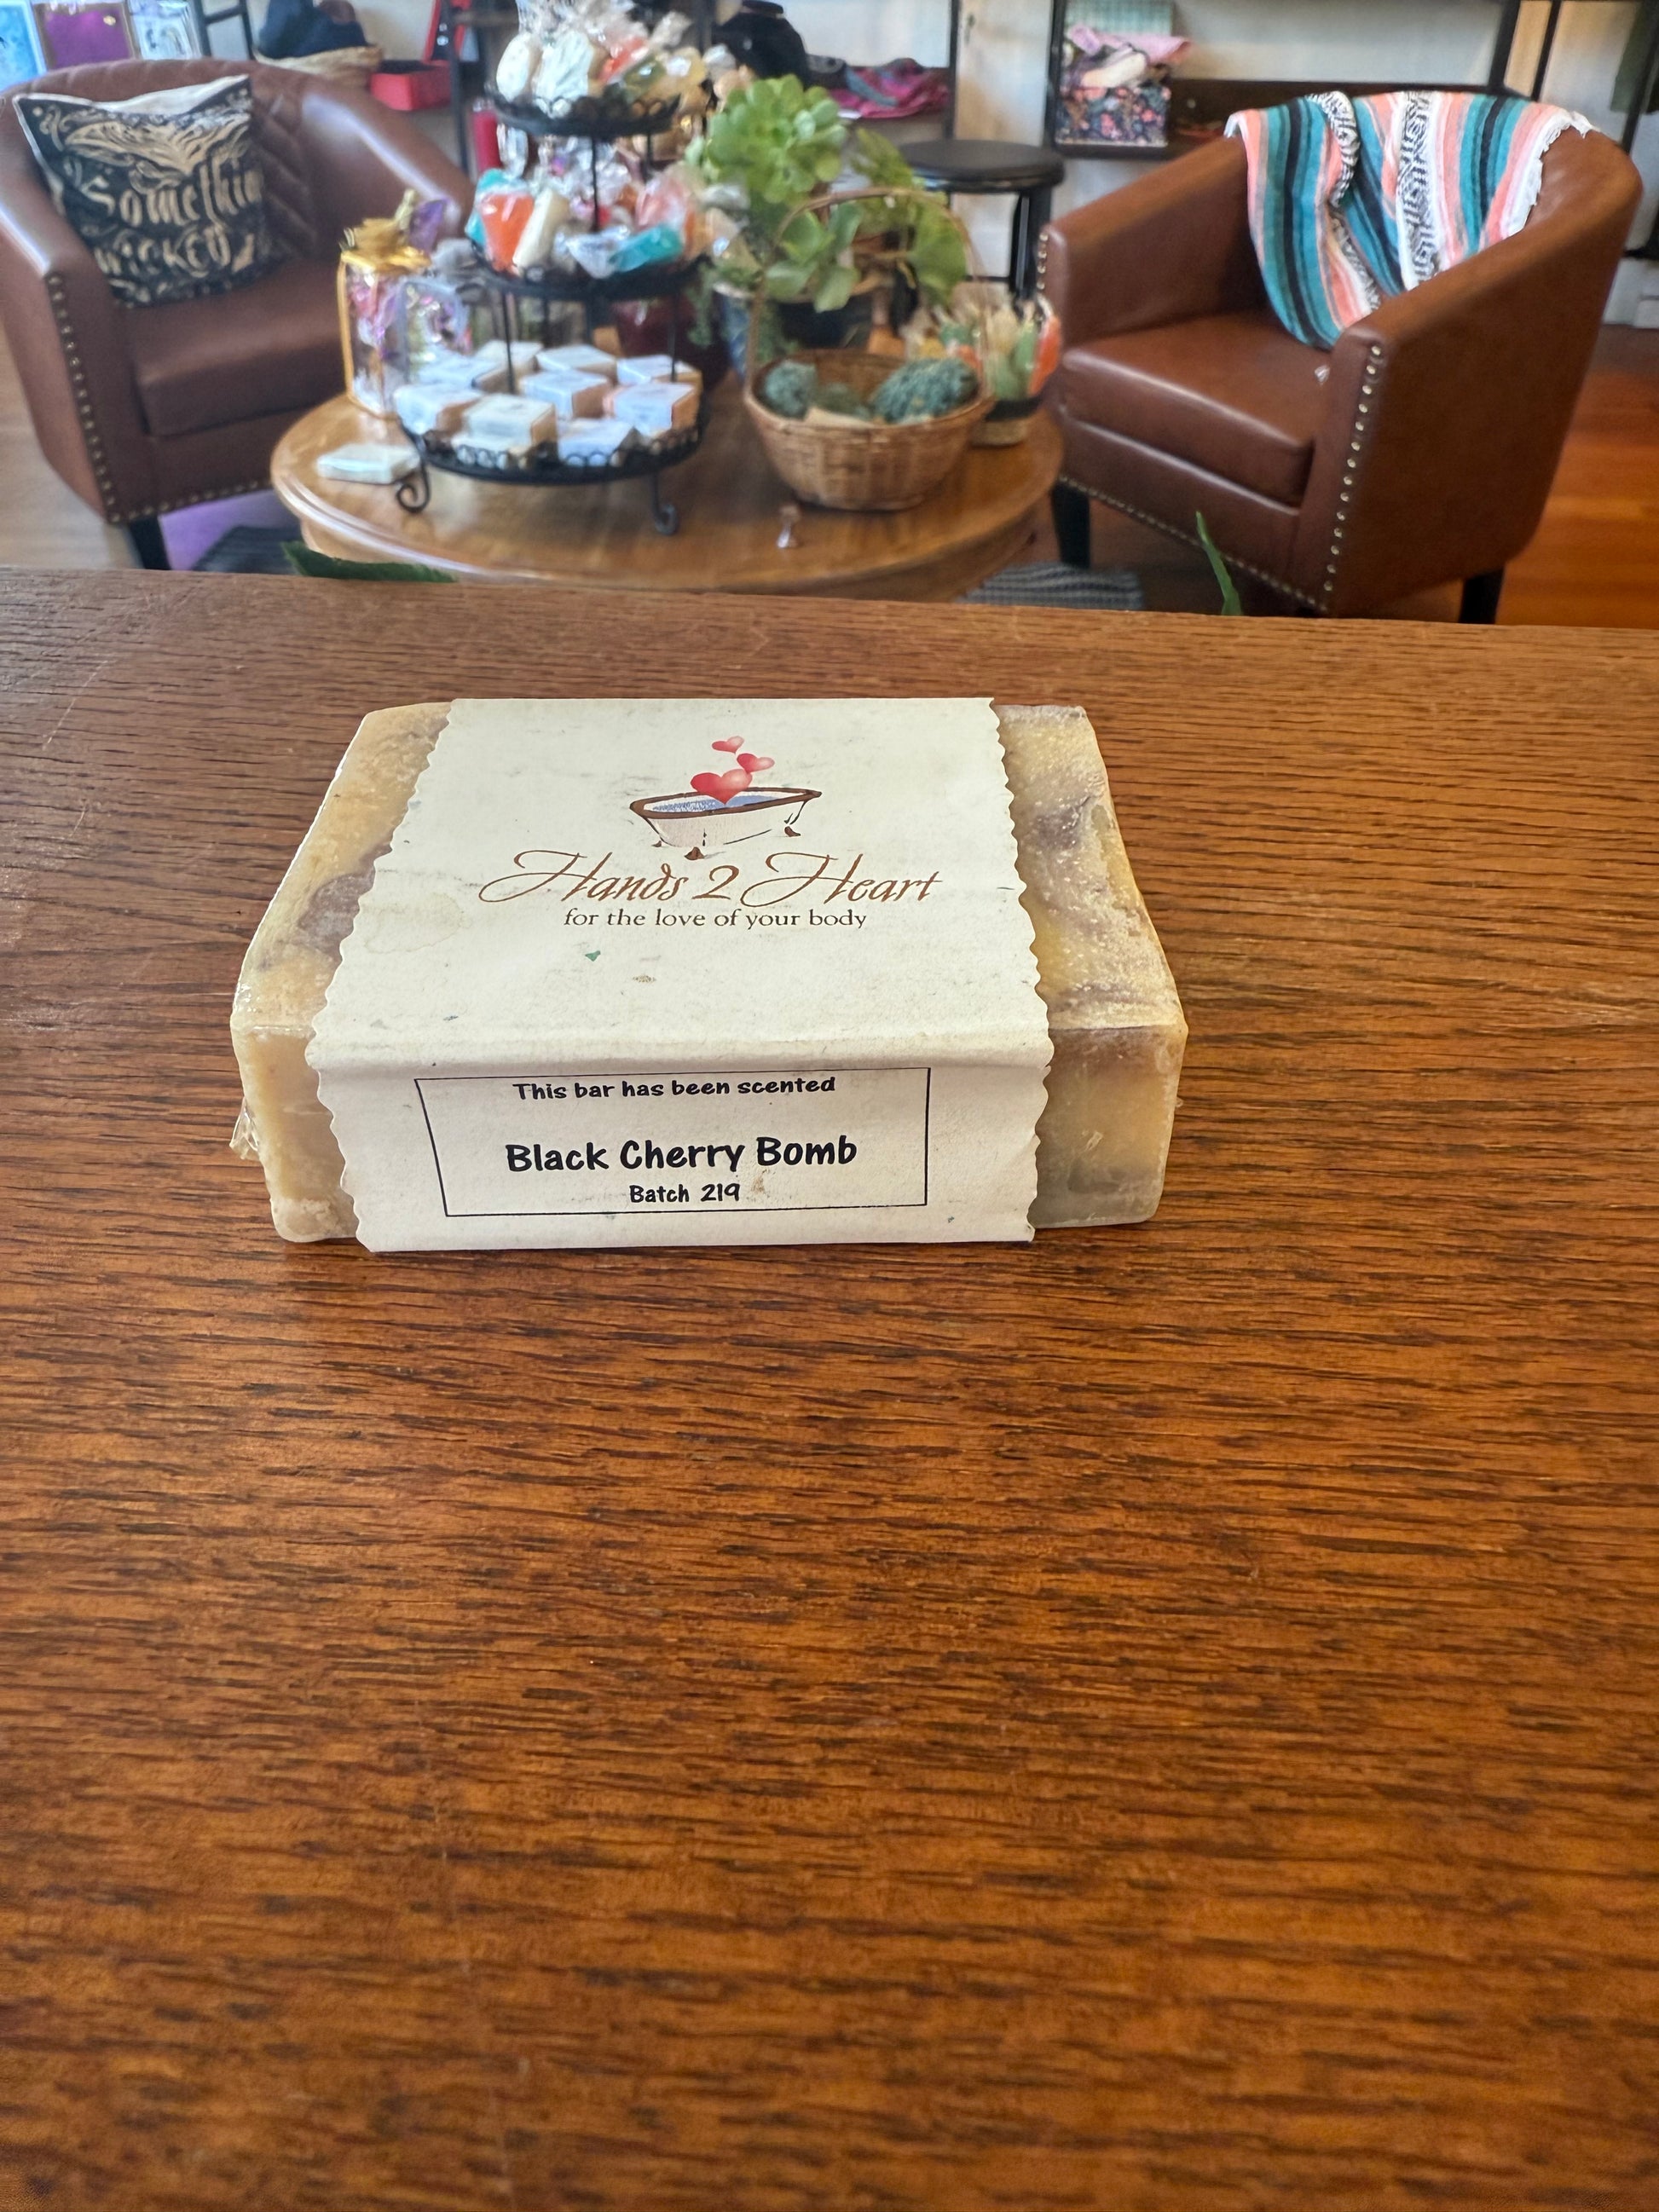 Something
WICKED
Hands 2 Heart
for the love of your body
This bar has been scented
Black Cherry Bomb
Batch 219